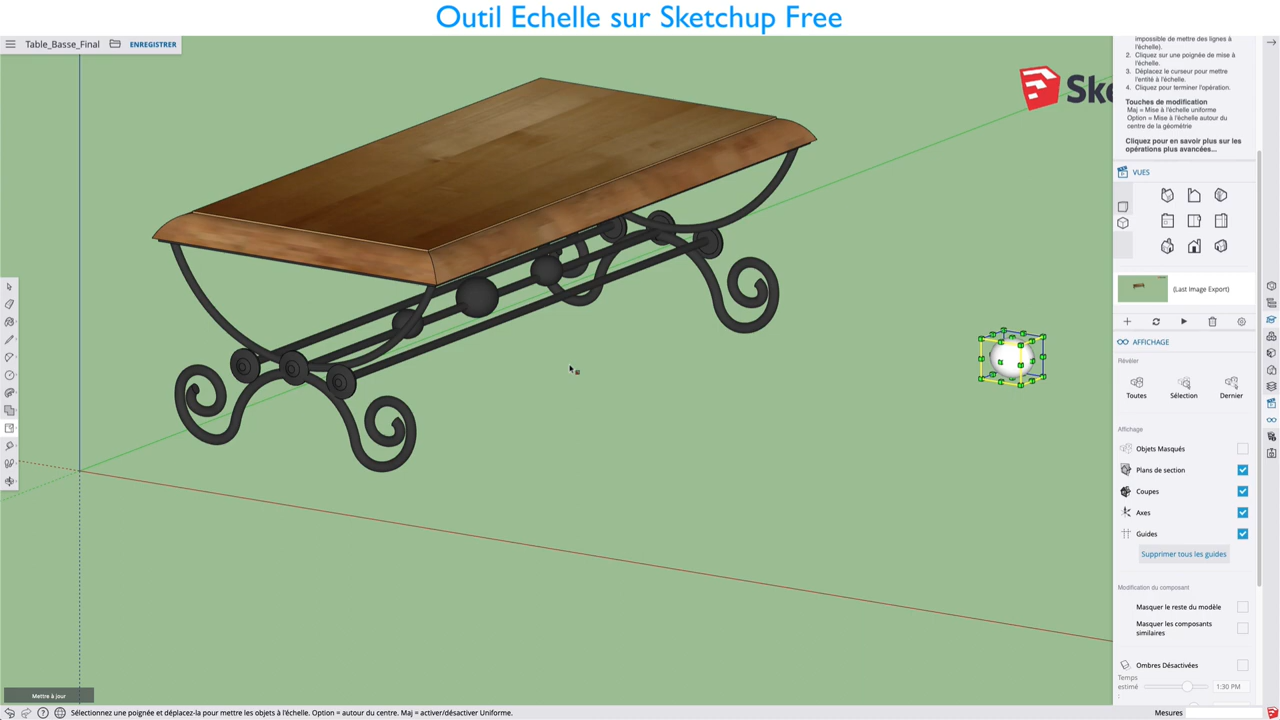 Outil Echelle sur Sketchup Free
Table_Basse_Final
ENREGISTRER
Ske
impossible de mettre des lignes à
l'échelle).
2. Cliquez sur une poignée de mise à
l'échelle.
3. Déplacez le curseur pour mettre
l'entité à l'échelle.
4. Cliquez pour terminer l'opération.
Touches de modification
Maj = Mise à l'échelle uniforme
Option = Mise à l'échelle autour du
centre de la géométrie
Cliquez pour en savoir plus sur les
opérations plus avancées...
VUES
(Last Image Export)
AFFICHAGE
Révéler
Toutes
Sélection
Dernier
Affichage
Objets Masqués
Plans de section
Coupes
Axes
Guides
Supprimer tous les guides
Modification du composant
Masquer le reste du modèle
Masquer les composants
similaires
Ombres Désactivées
Temps
estimé
:
1:30 PM
Mettre à jour
Sélectionnez une poignée et déplacez-la pour mettre les objets à l'échelle. Option = autour du centre. Maj = activer/désactiver Uniforme.
Mesures